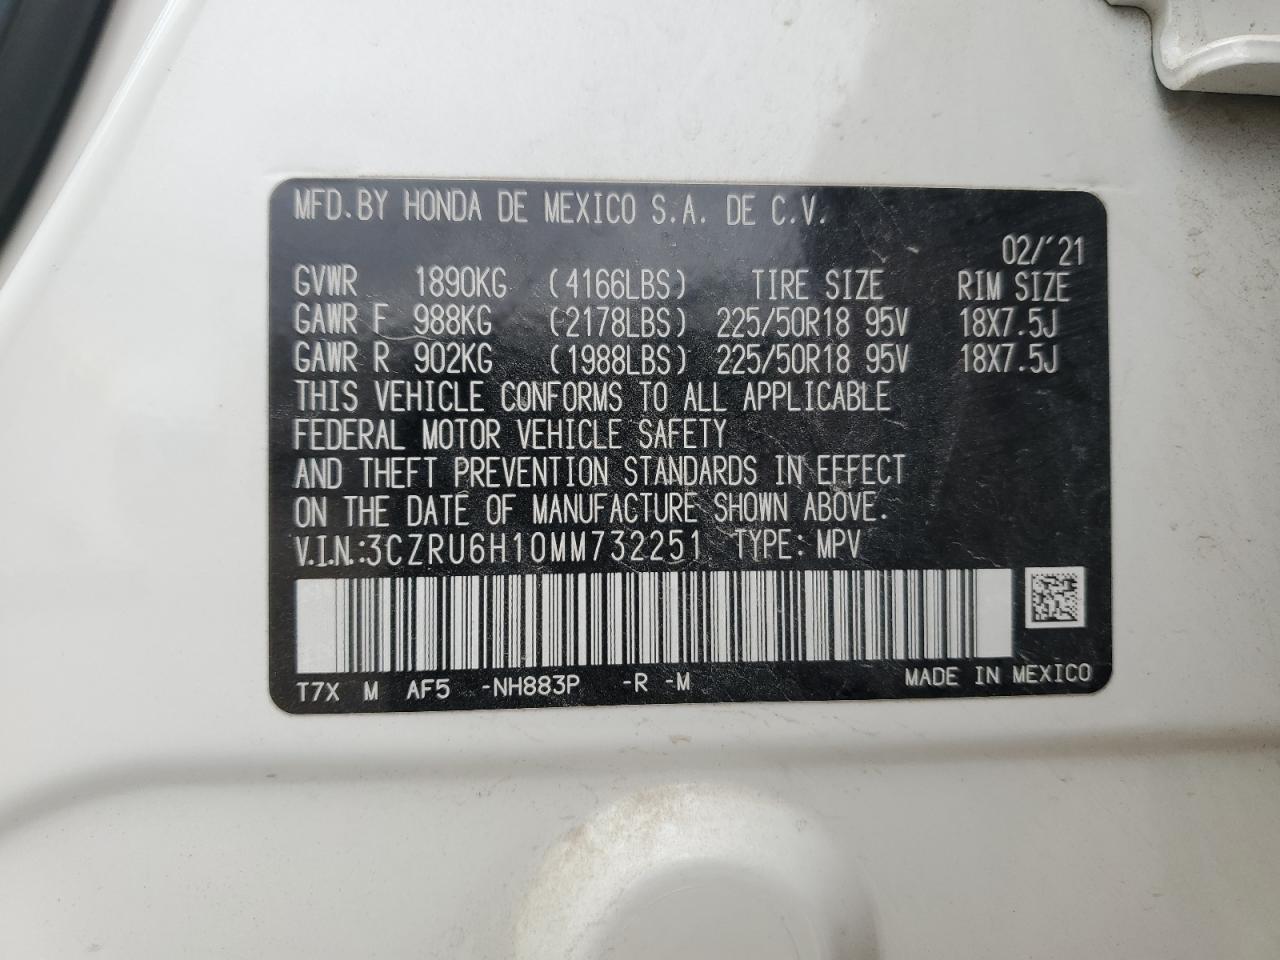 MFD.BY HONDA DE MEXICO S.A. DE C.V.
02/'21
GVWR 1890KG (4166LBS) TIRE SIZE RIM SIZE
GAWR F 988KG (2178LBS) 225/50R18 95V 18X7.5J
GAWR R 902KG (1988LBS) 225/50R18 95V 18X7.5J
THIS VEHICLE CONFORMS TO ALL APPLICABLE
FEDERAL MOTOR VEHICLE SAFETY
AND THEFT PREVENTION STANDARDS IN EFFECT
ON THE DATE OF MANUFACTURE SHOWN ABOVE.
V.I.N.:3CZRU6H10MM732251 TYPE: MPV
T7X M AF5 -NH883P -R -M MADE IN MEXICO